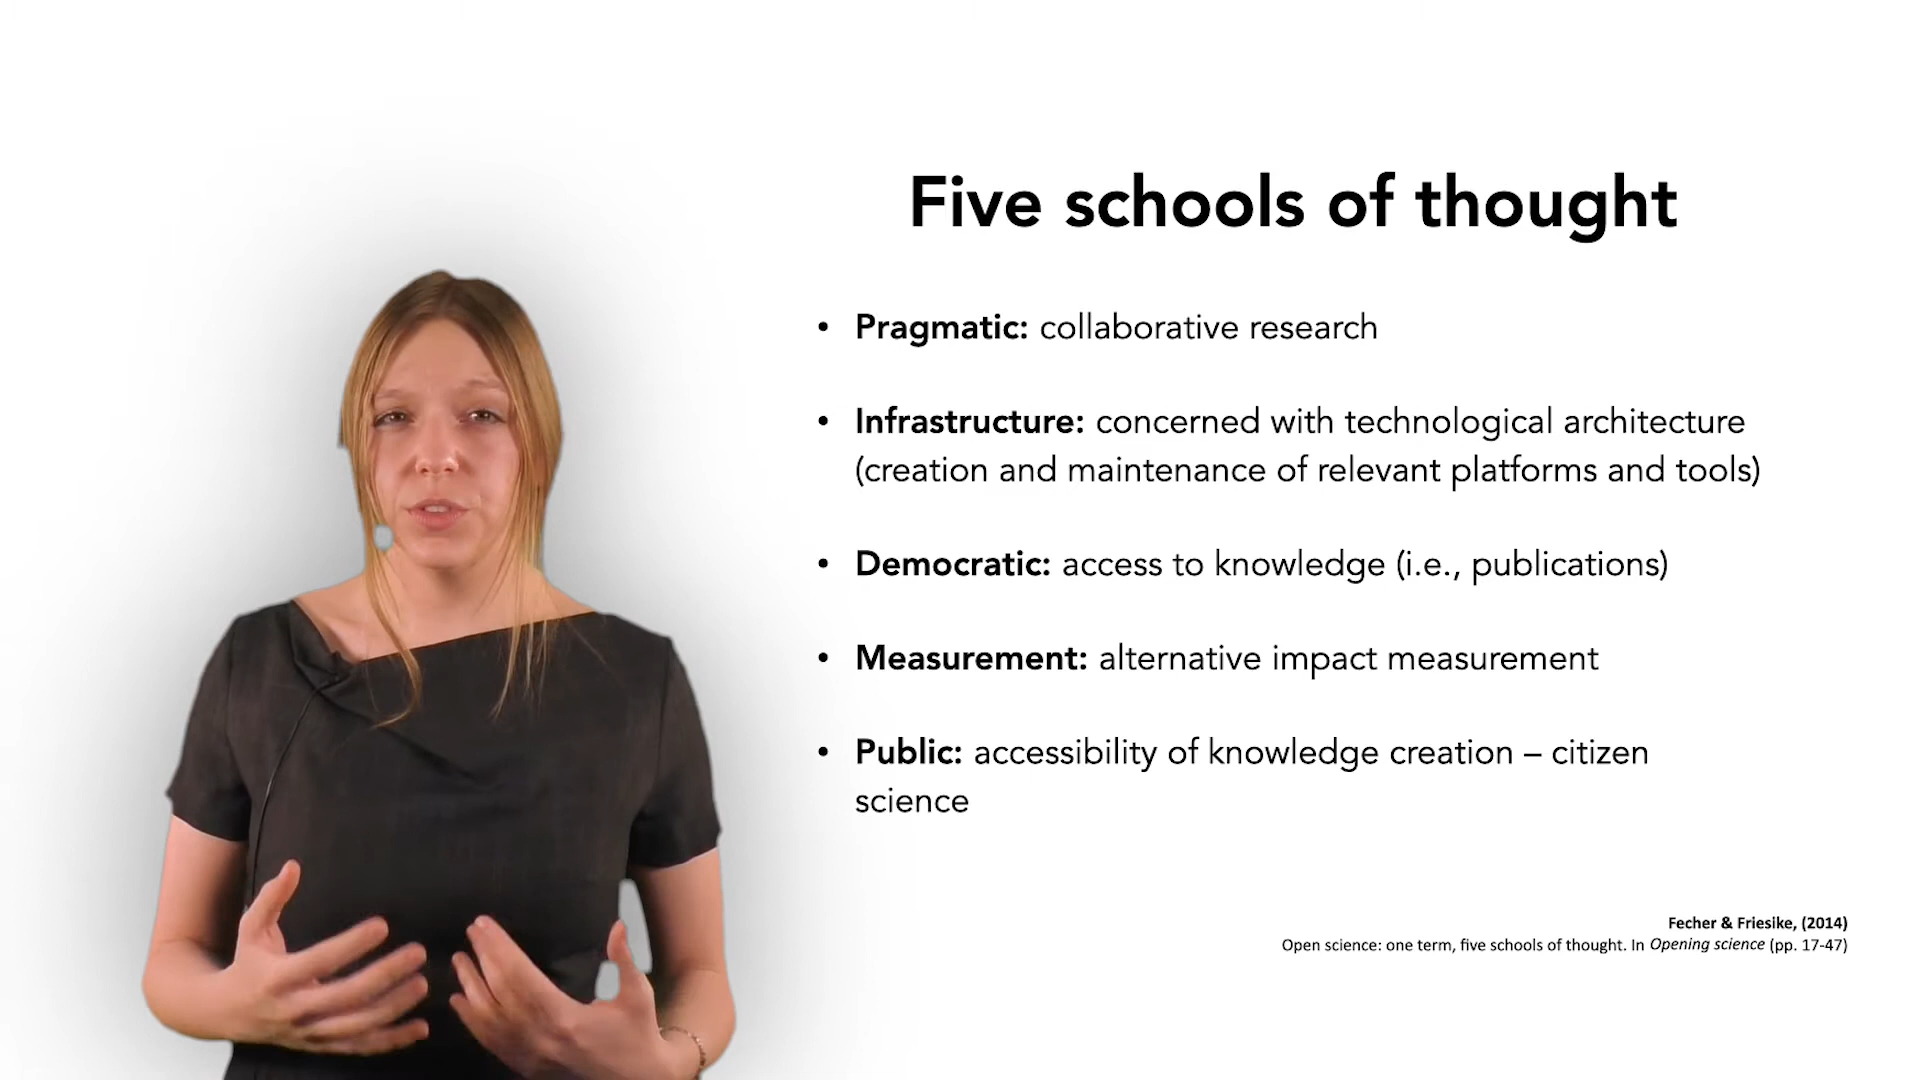 Five schools of thought
• Pragmatic: collaborative research
• Infrastructure: concerned with technological architecture
(creation and maintenance of relevant platforms and tools)
• Democratic: access to knowledge (i.e., publications)
• Measurement: alternative impact measurement
• Public: accessibility of knowledge creation – citizen
science
Fecher & Friesike, (2014)
Open science: one term, five schools of thought. In Opening science (pp. 17-47)